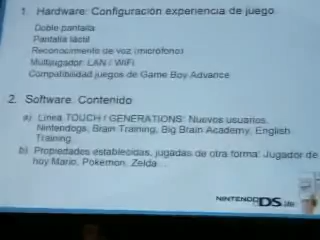 1. Hardware: Configuración experiencia de juego.
Doble pantalla
Pantalla táctil
Reconocimiento de voz (micrófono)
Multijugador: LAN / WiFi
Compatibilidad juegos de Game Boy Advance
2. Software. Contenido
a) Línea TOUCH / GENERATIONS: Nuevos usuarios.
Nintendogs, Brain Training, Big Brain Academy, English
Training...
b) Propiedades establecidas, jugadas de otra forma: Jugador de
hoy Mario, Pokemon, Zelda...
NINTENDO DS Lite